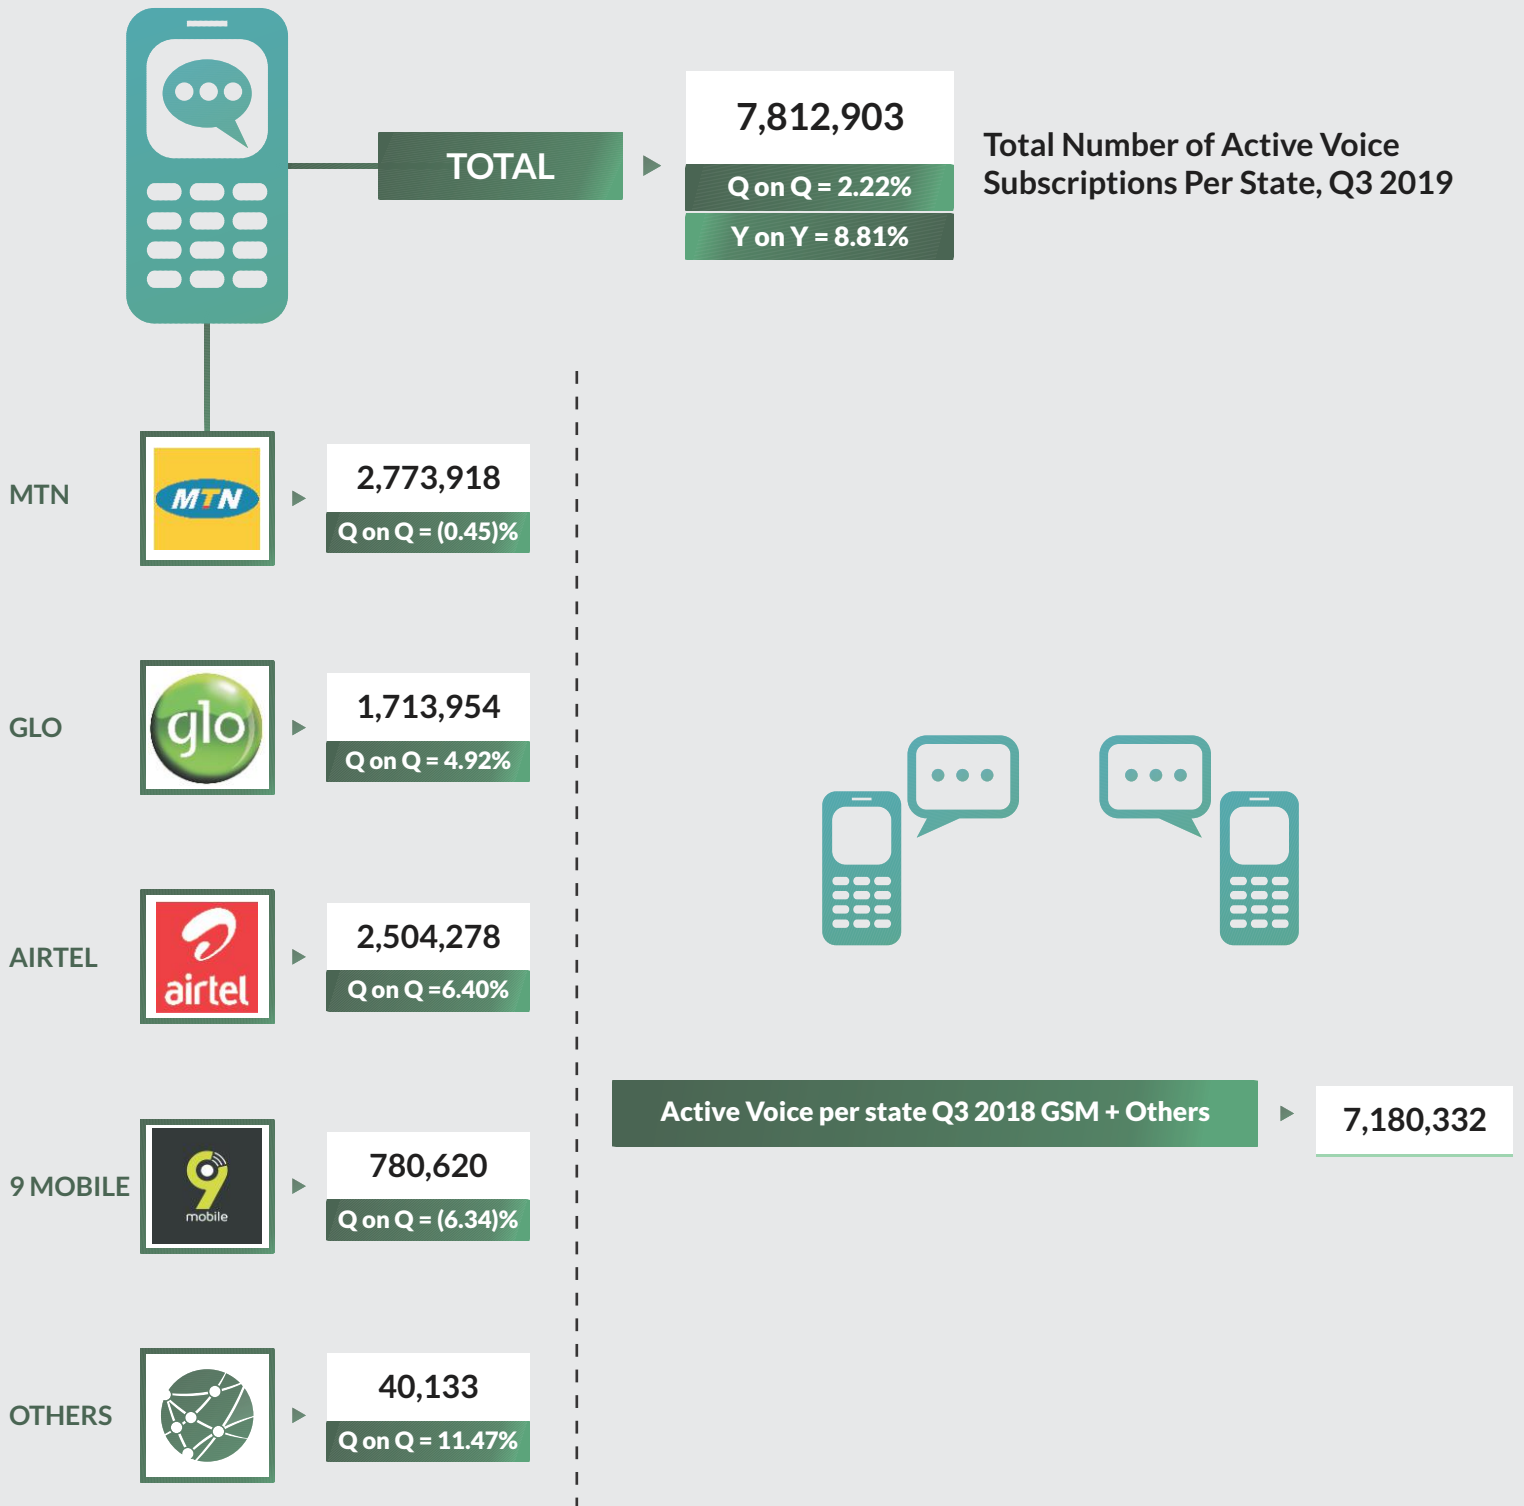 TOTAL
7,812,903
Q on Q = 2.22%
Y on Y = 8.81%
Total Number of Active Voice
Subscriptions Per State, Q3 2019
MTN
MTN
2,773,918
Q on Q = (0.45)%
GLO
glo
1,713,954
Q on Q = 4.92%
AIRTEL
airtel
2,504,278
Q on Q =6.40%
9 MOBILE
9
mobile
780,620
Q on Q = (6.34)%
OTHERS
40,133
Q on Q = 11.47%
Active Voice per state Q3 2018 GSM + Others
7,180,332